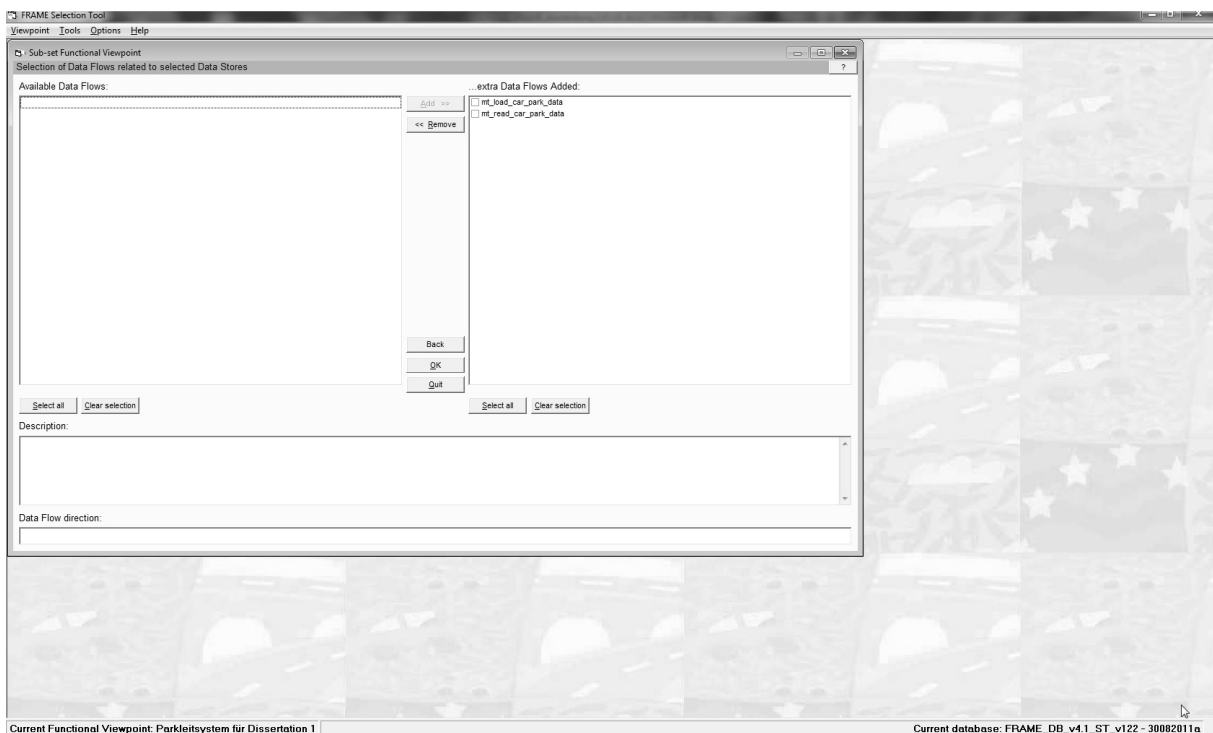 FRAME Selection Tool
Viewpoint Tools Options Help
Sub-set Functional Viewpoint
Selection of Data Flows related to selected Data Stores ?
Available Data Flows: ...extra Data Flows Added:
Add >> mt_load_car_park_data
<< Remove mt_read_car_park_data
Back
OK
Quit
Select all Clear selection Select all Clear selection
Description:
Data Flow direction:
Current Functional Viewpoint: Parkleitsystem für Dissertation 1 Current database: FRAME_DB_v4.1_ST_v122 - 30082011a